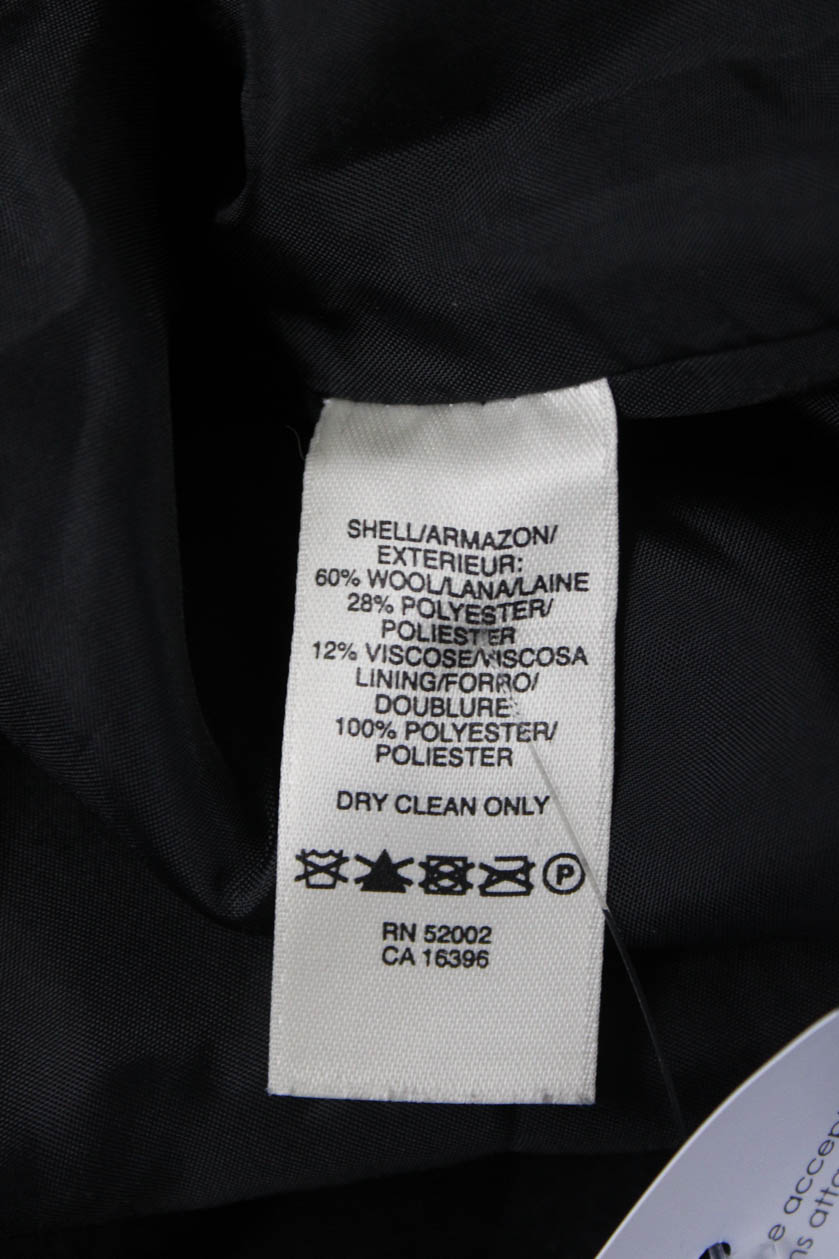 SHELL/ARMAZON/
EXTERIEUR:
60% WOOL/LANA/LAINE
28% POLYESTER/
POLIESTER
12% VISCOSE/VISCOSA
LINING/FORRO/
DOUBLURE
100% POLYESTER/
POLIESTER
DRY CLEAN ONLY
P
RN 52002
CA 16396